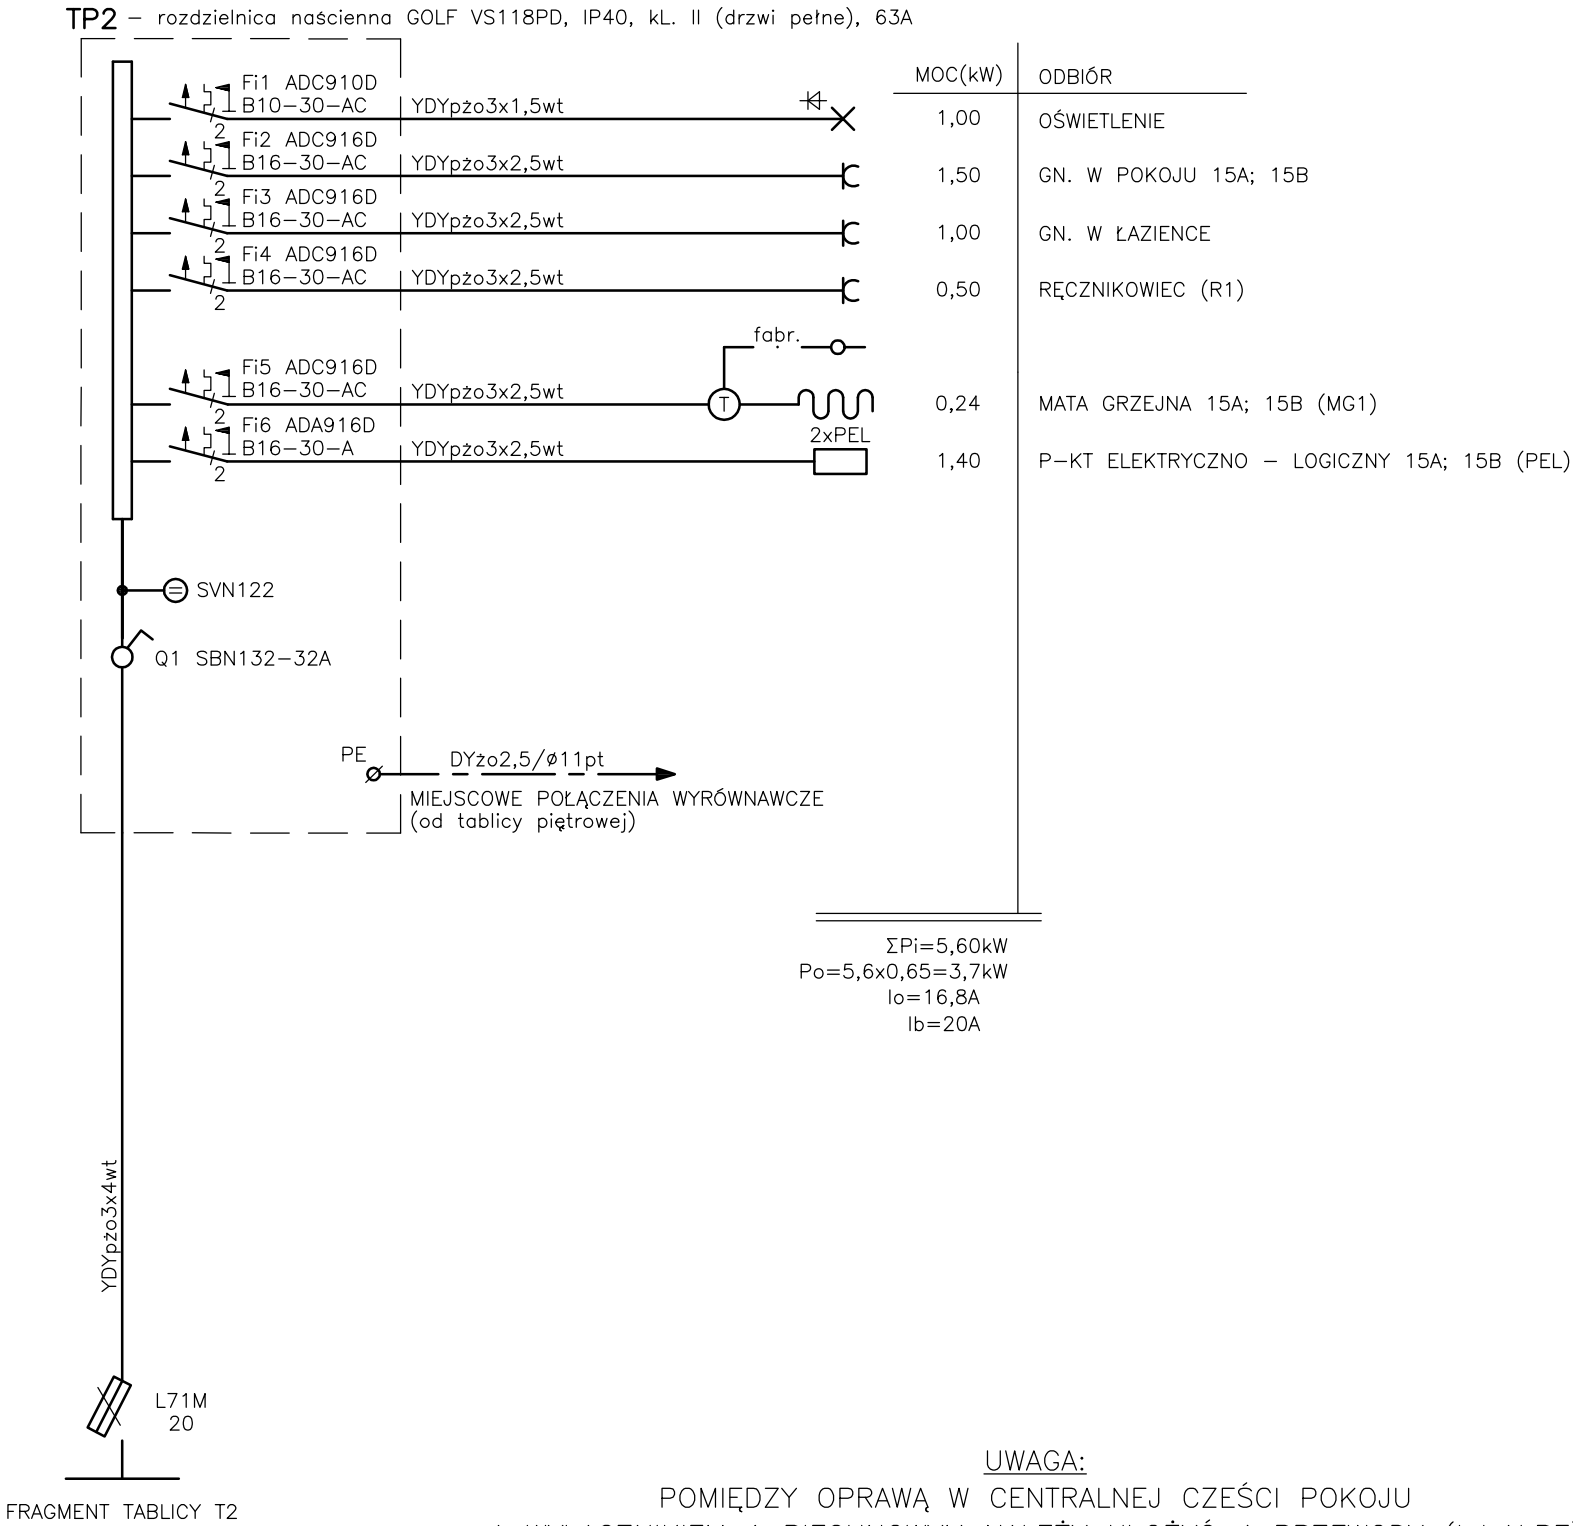 TP2 – rozdzielnica naścienna GOLF VS118PD, IP40, kL. II (drzwi pełne), 63A
MOC(kW) ODBIÓR
Fi1 ADC910D
B10–30–AC YDYpżo3x1,5wt 1,00 OŚWIETLENIE
2
Fi2 ADC916D
B16–30–AC YDYpżo3x2,5wt 1,50 GN. W POKOJU 15A; 15B
2
Fi3 ADC916D
B16–30–AC YDYpżo3x2,5wt 1,00 GN. W ŁAZIENCE
2
Fi4 ADC916D
B16–30–AC YDYpżo3x2,5wt 0,50 RĘCZNIKOWIEC (R1)
2
fabr.
Fi5 ADC916D
B16–30–AC YDYpżo3x2,5wt T 0,24 MATA GRZEJNA 15A; 15B (MG1)
2
Fi6 ADA916D 2xPEL
B16–30–A YDYpżo3x2,5wt 1,40 P–KT ELEKTRYCZNO – LOGICZNY 15A; 15B (PEL)
2
SVN122
Q1 SBN132–32A
PE DYżo2,5/ø11pt
MIEJSCOWE POŁĄCZENIA WYRÓWNAWCZE
(od tablicy piętrowej)
ΣPi=5,60kW
Po=5,6x0,65=3,7kW
Io=16,8A
Ib=20A
YDYpżo3x4wt
L71M
20
FRAGMENT TABLICY T2
UWAGA:
POMIĘDZY OPRAWĄ W CENTRALNEJ CZEŚCI POKOJU